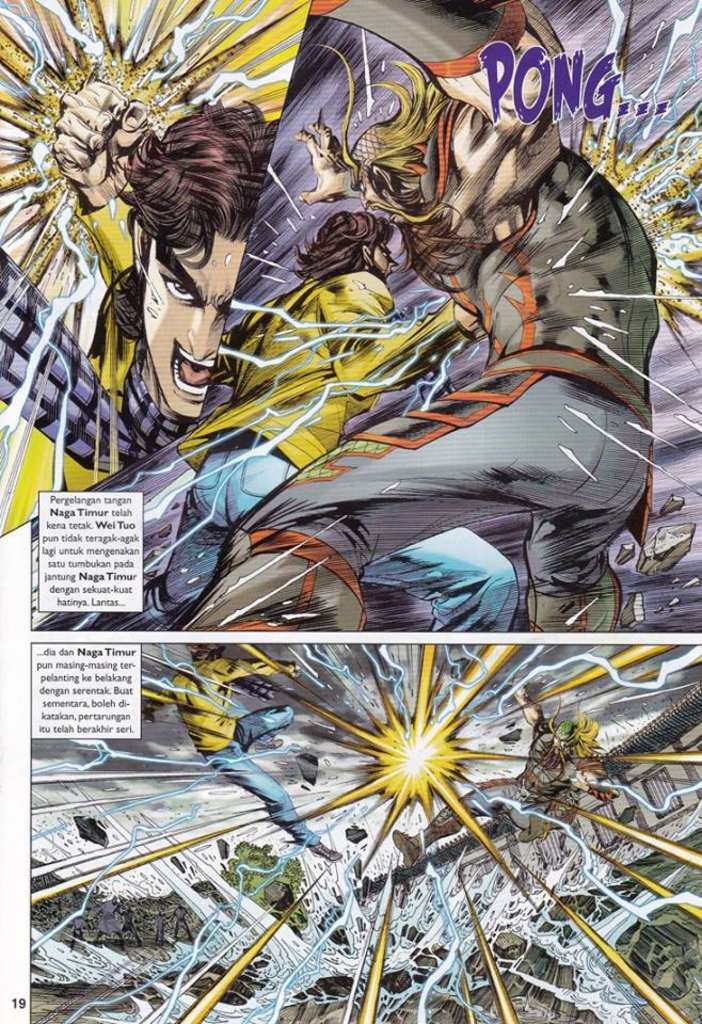 PONG...
Pergelangan tangan
Naga Timur telah
kena tetak. Wei Tuo
pun tidak teragak-agak
lagi untuk mengenakan
satu tumbukan pada
jantung Naga Timur
dengan sekuat-kuat
hatinya. Lantas...
...dia dan Naga Timur
pun masing-masing ter-
pelanting ke belakang
dengan serentak. Buat
sementara, boleh di-
katakan, pertarungan
itu telah berakhir seri.
19